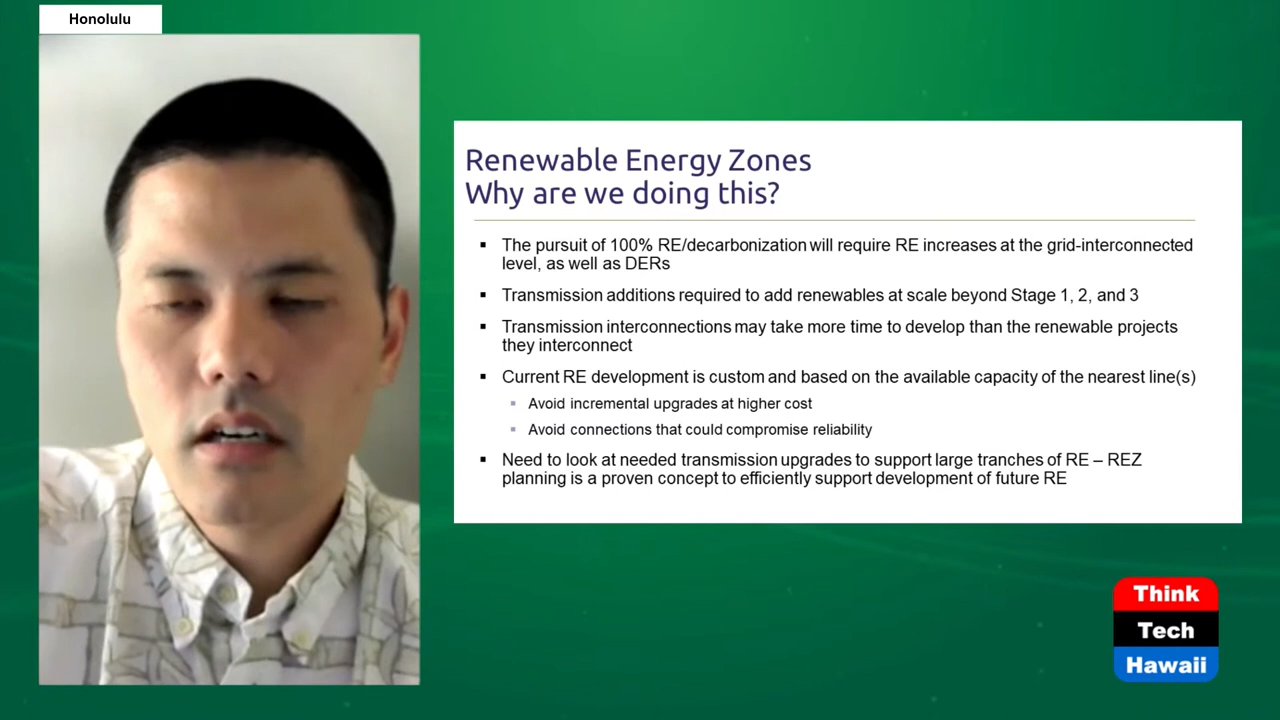 Honolulu
Renewable Energy Zones
Why are we doing this?
The pursuit of 100% RE/decarbonization will require RE increases at the grid-interconnected
level, as well as DERs
Transmission additions required to add renewables at scale beyond Stage 1, 2, and 3
Transmission interconnections may take more time to develop than the renewable projects
they interconnect
Current RE development is custom and based on the available capacity of the nearest line(s)
Avoid incremental upgrades at higher cost
Avoid connections that could compromise reliability
Need to look at needed transmission upgrades to support large tranches of RE – REZ
planning is a proven concept to efficiently support development of future RE
Think
Tech
Hawaii